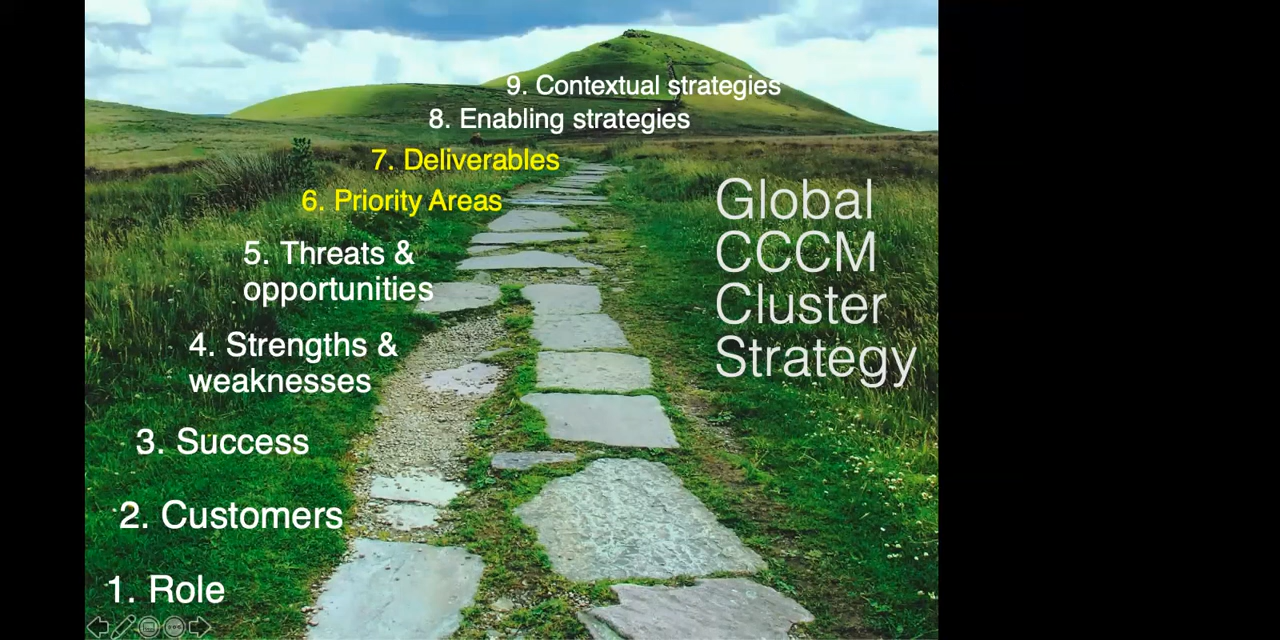 9. Contextual strategies
8. Enabling strategies
7. Deliverables
6. Priority Areas
5. Threats &
opportunities
4. Strengths &
weaknesses
3. Success
2. Customers
1. Role
Global
CCCM
Cluster
Strategy